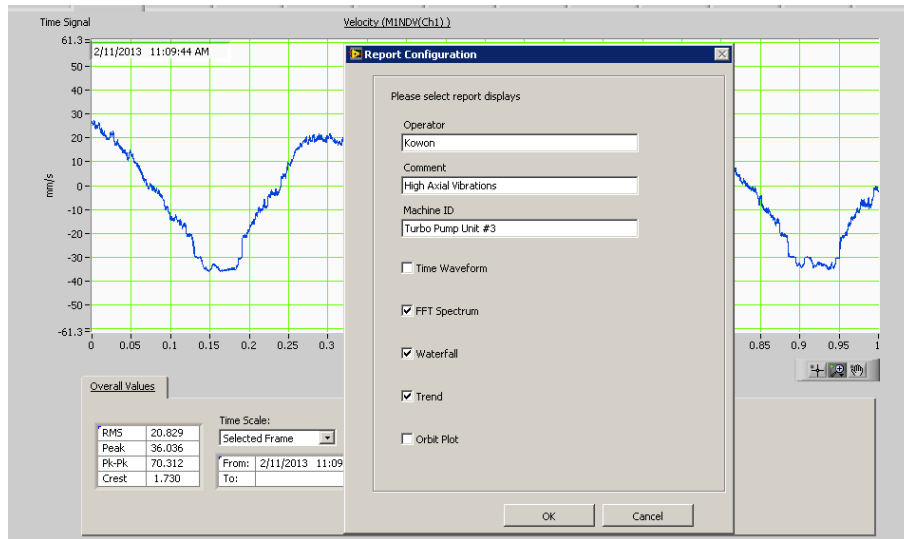 Time Signal
Velocity (M1NDV(Ch1) )
2/11/2013 11:09:44 AM
61.3
50
40
30
20
10
0
-10
-20
-30
-40
-50
-61.3
mm/s
0 0.05 0.1 0.15 0.2 0.25 0.3 0.85 0.9 0.95 1
Report Configuration
Please select report displays
Operator
Kowon
Comment
High Axial Vibrations
Machine ID
Turbo Pump Unit #3
Time Waveform
FFT Spectrum
Waterfall
Trend
Orbit Plot
OK Cancel
Overall Values
RMS 20.829
Peak 36.036
Pk-Pk 70.312
Crest 1.730
Time Scale:
Selected Frame
From: 2/11/2013 11:09
To: